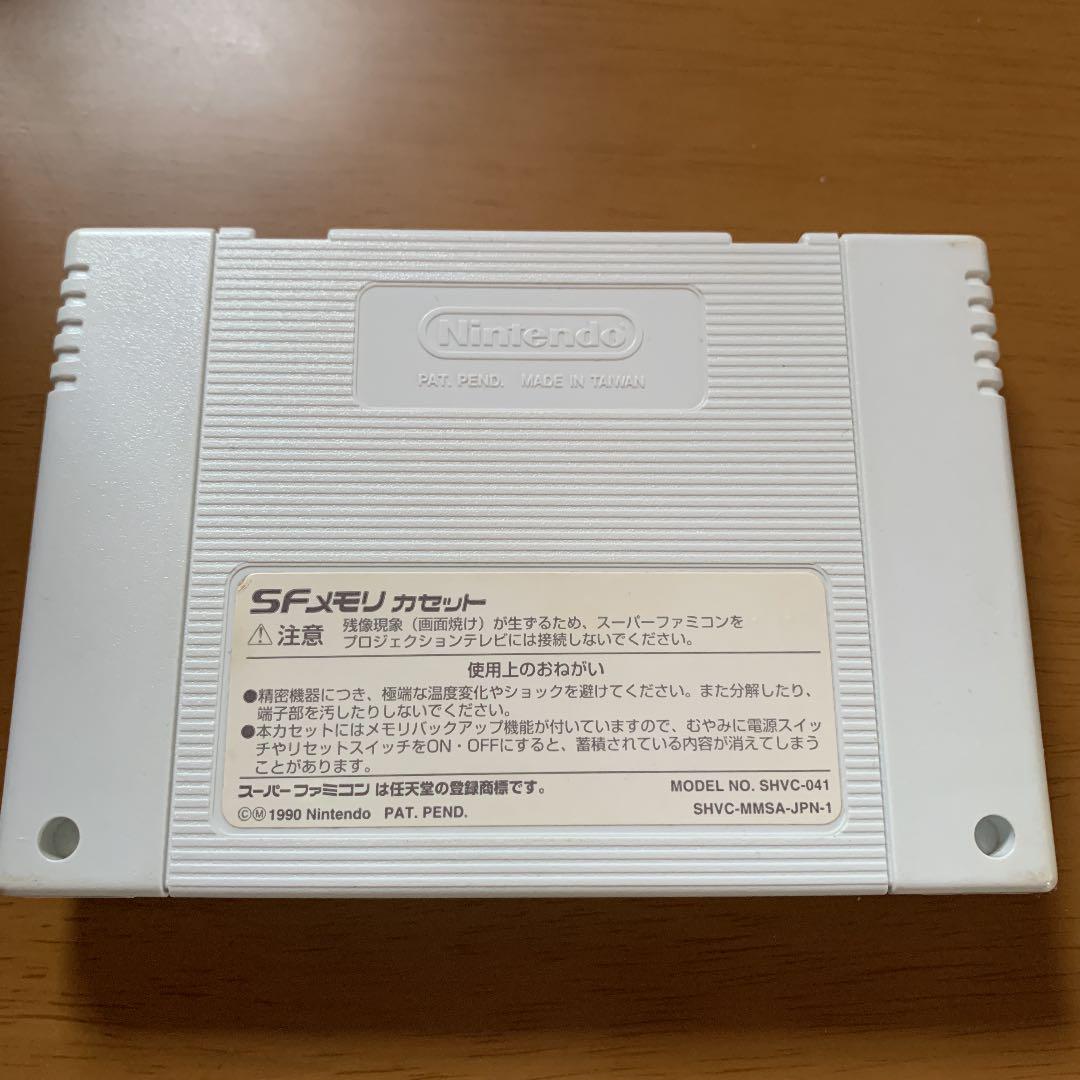 Nintendo®
PAT. PEND. MADE IN TAIWAN
SFメモリ カセット
⚠注意 残像現象（画面焼け）が生ずるため、スーパーファミコンを
プロジェクションテレビには接続しないでください。
使用上のおねがい
●精密機器につき、極端な温度変化やショックを避けてください。また分解したり、
端子部を汚したりしないでください。
●本カセットにはメモリバックアップ機能が付いていますので、むやみに電源スイッ
チやリセットスイッチをON・OFFにすると、蓄積されている内容が消えてしまう
ことがあります。
スーパーファミコンは任天堂の登録商標です。 MODEL NO. SHVC-041
ⒸⓂ1990 Nintendo PAT. PEND. SHVC-MMSA-JPN-1